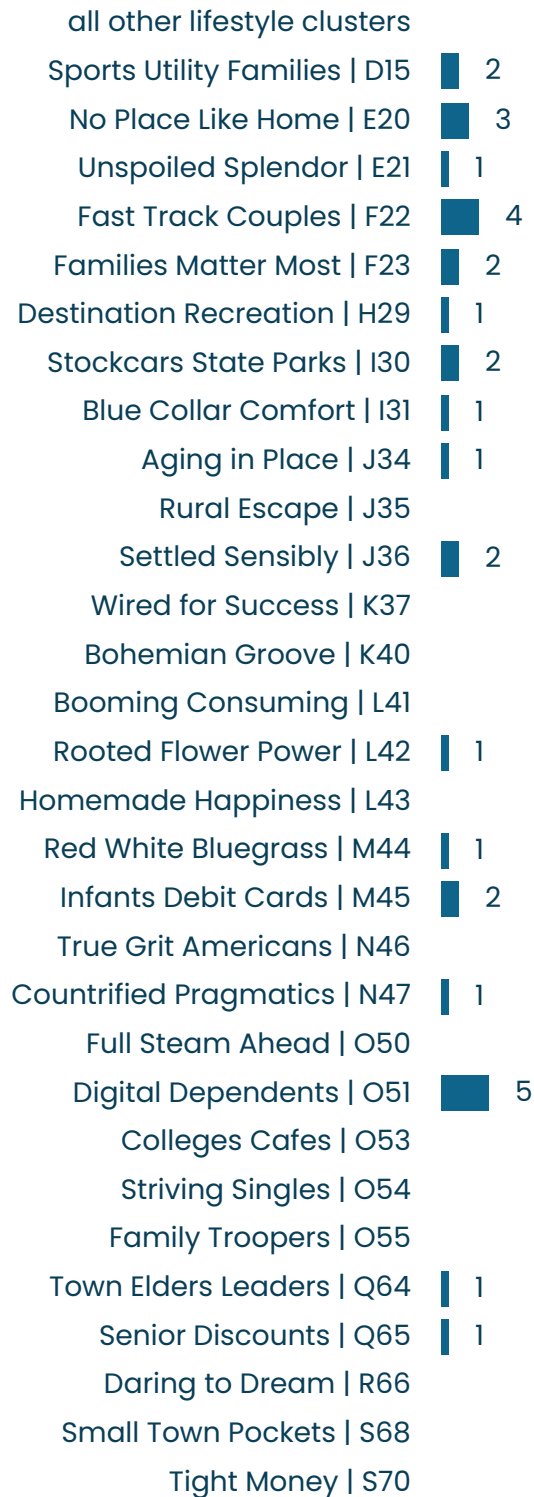 all other lifestyle clusters
Sports Utility Families | D15 2
No Place Like Home | E20 3
Unspoiled Splendor | E21 1
Fast Track Couples | F22 4
Families Matter Most | F23 2
Destination Recreation | H29 1
Stockcars State Parks | I30 2
Blue Collar Comfort | I31 1
Aging in Place | J34 1
Rural Escape | J35
Settled Sensibly | J36 2
Wired for Success | K37
Bohemian Groove | K40
Booming Consuming | L41
Rooted Flower Power | L42 1
Homemade Happiness | L43
Red White Bluegrass | M44 1
Infants Debit Cards | M45 2
True Grit Americans | N46
Countrified Pragmatics | N47 1
Full Steam Ahead | O50
Digital Dependents | O51 5
Colleges Cafes | O53
Striving Singles | O54
Family Troopers | O55
Town Elders Leaders | Q64 1
Senior Discounts | Q65 1
Daring to Dream | R66
Small Town Pockets | S68
Tight Money | S70